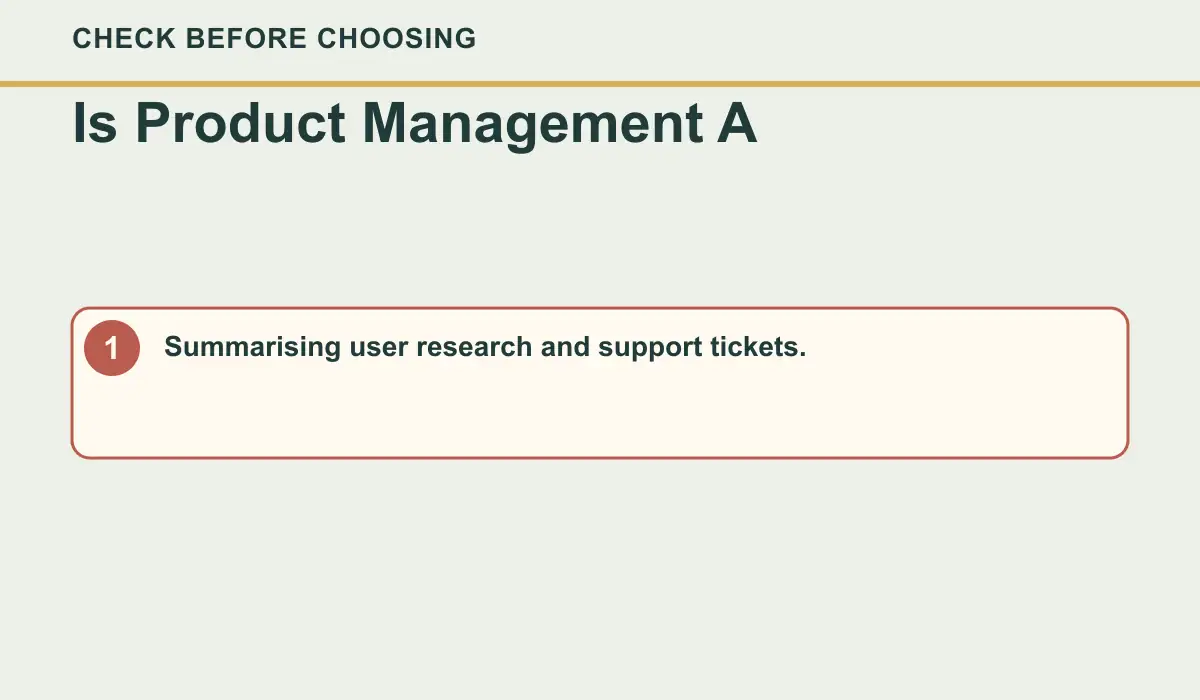 CHECK BEFORE CHOOSING
Is Product Management A
1
Summarising user research and support tickets.